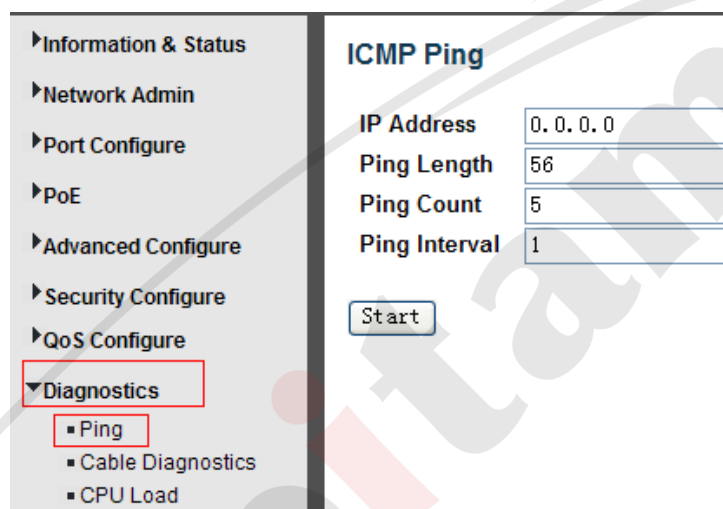 Information & Status
Network Admin
Port Configure
PoE
Advanced Configure
Security Configure
QoS Configure
Diagnostics
Ping
Cable Diagnostics
CPU Load
ICMP Ping
IP Address 0.0.0.0
Ping Length 56
Ping Count 5
Ping Interval 1
Start